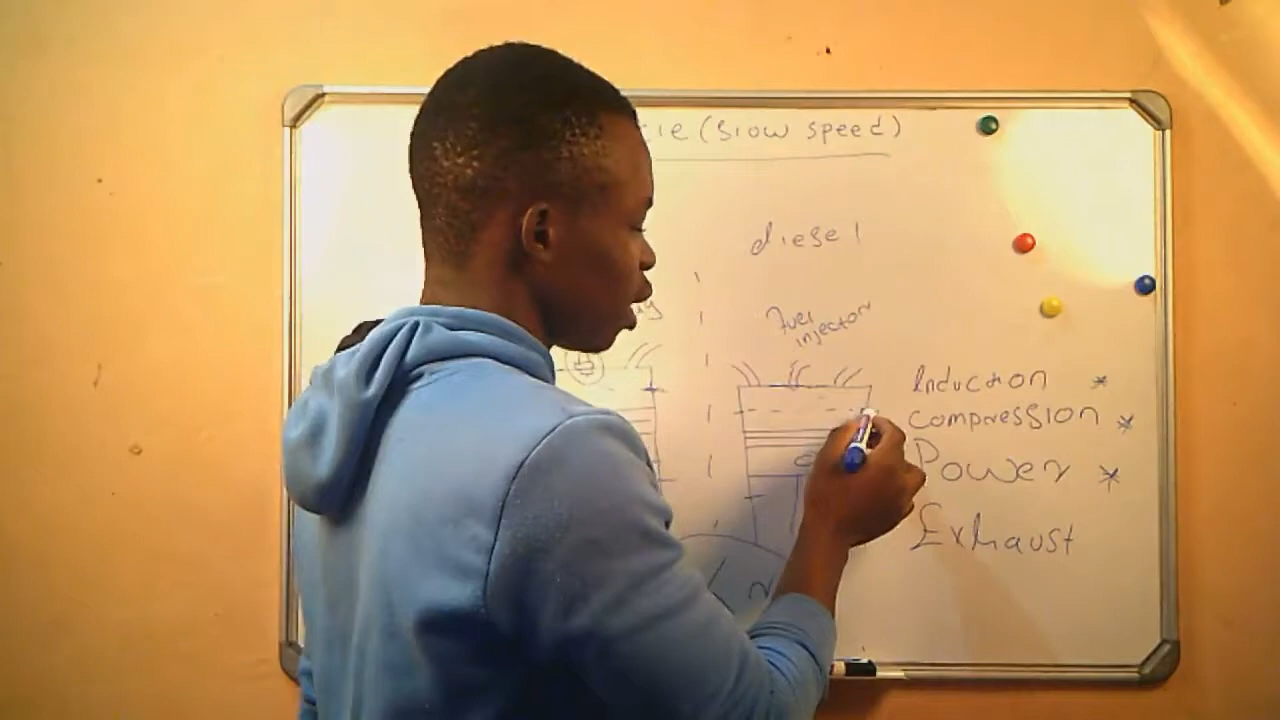 (Slow speed)
diesel
Fuel
injector
Induction *
Compression *
Power *
Exhaust